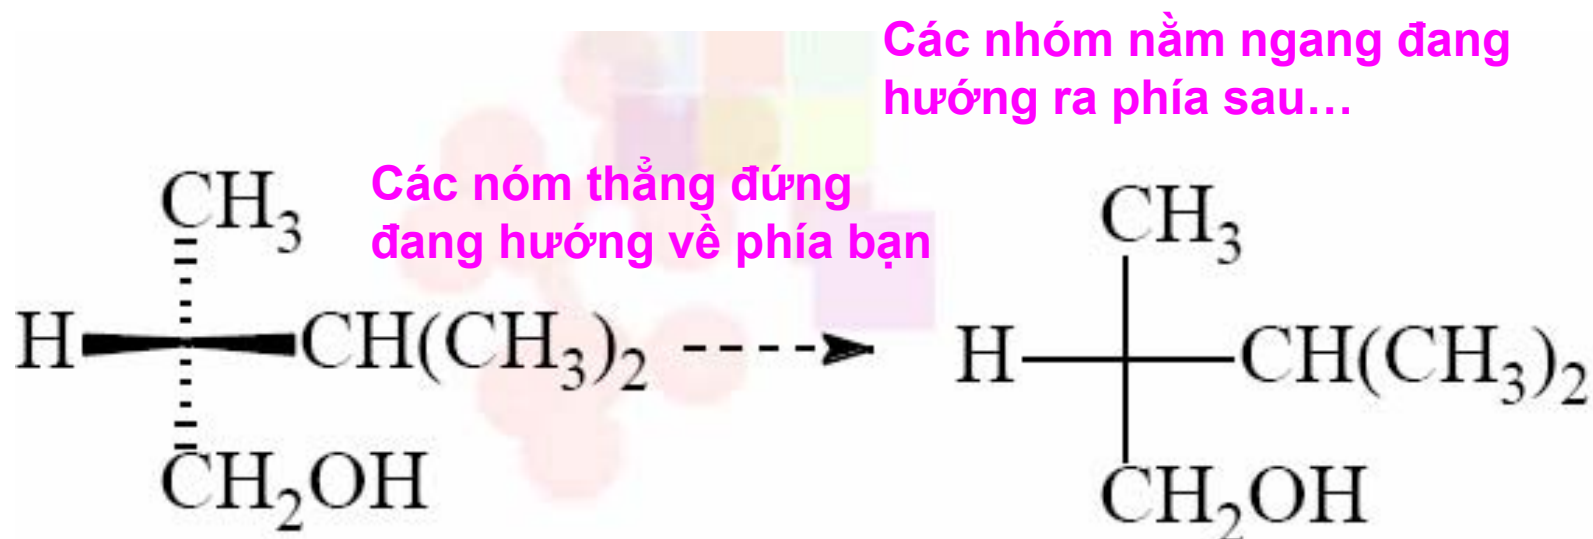 Các nhóm nằm ngang đang
hướng ra phía sau…
Các nóm thẳng đứng
đang hướng về phía bạn
CH₃
H CH(CH₃)₂
CH₂OH
CH₃
H CH(CH₃)₂
CH₂OH